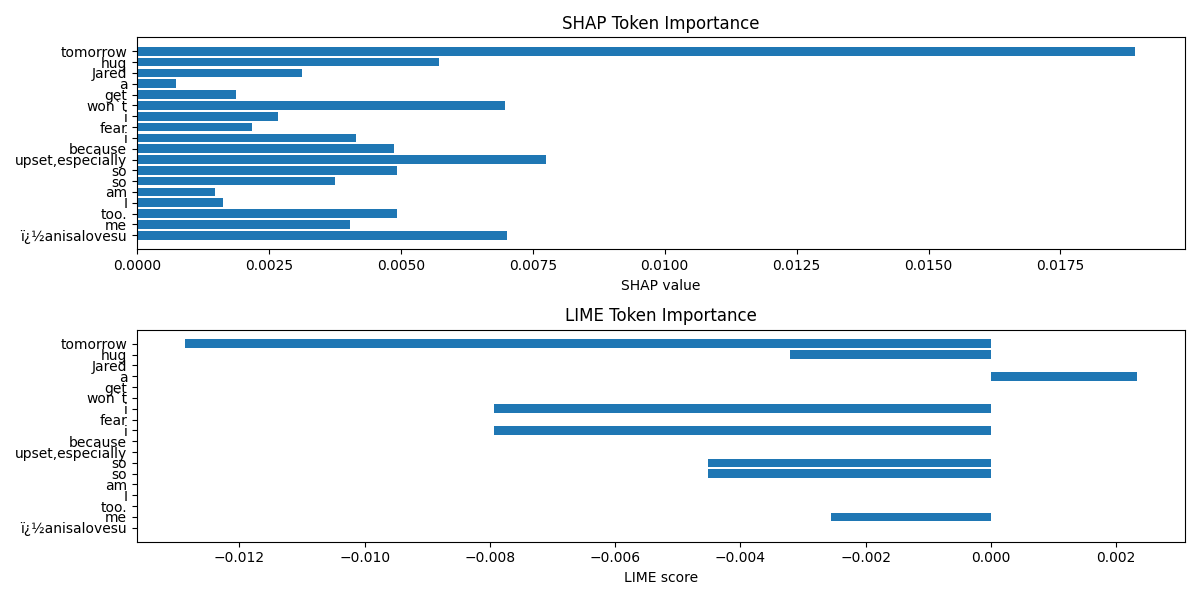 SHAP Token Importance
tomorrow
hug
Jared
a
get
won`t
i
fear
i
because
upset,especially
so
so
am
I
too.
me
ï¿½anisalovesu
0.0000 0.0025 0.0050 0.0075 0.0100 0.0125 0.0150 0.0175
SHAP value
LIME Token Importance
tomorrow
hug
Jared
a
get
won`t
i
fear
i
because
upset,especially
so
so
am
I
too.
me
ï¿½anisalovesu
−0.012 −0.010 −0.008 −0.006 −0.004 −0.002 0.000 0.002
LIME score